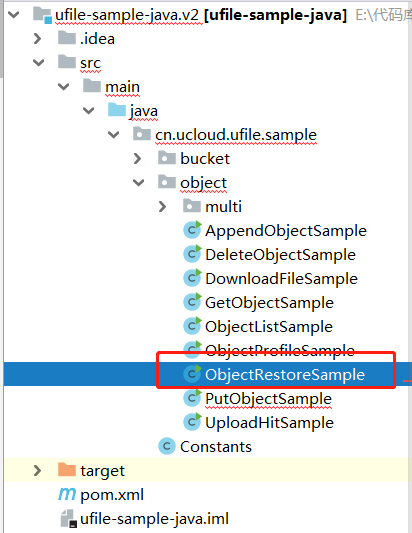 ufile-sample-java.v2 [ufile-sample-java] E:\代码库
.idea
src
main
java
cn.ucloud.ufile.sample
bucket
object
multi
AppendObjectSample
DeleteObjectSample
DownloadFileSample
GetObjectSample
ObjectListSample
ObjectProfileSample
ObjectRestoreSample
PutObjectSample
UploadHitSample
Constants
target
pom.xml
ufile-sample-java.iml